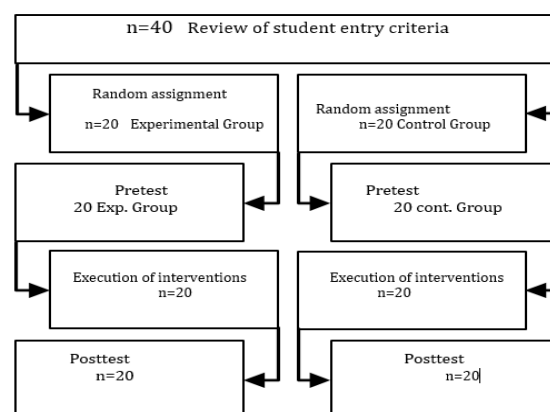 n=40 Review of student entry criteria
Random assignment
n=20 Experimental Group
Random assignment
n=20 Control Group
Pretest
20 Exp. Group
Pretest
20 cont. Group
Execution of interventions
n=20
Execution of interventions
n=20
Posttest
n=20
Posttest
n=20